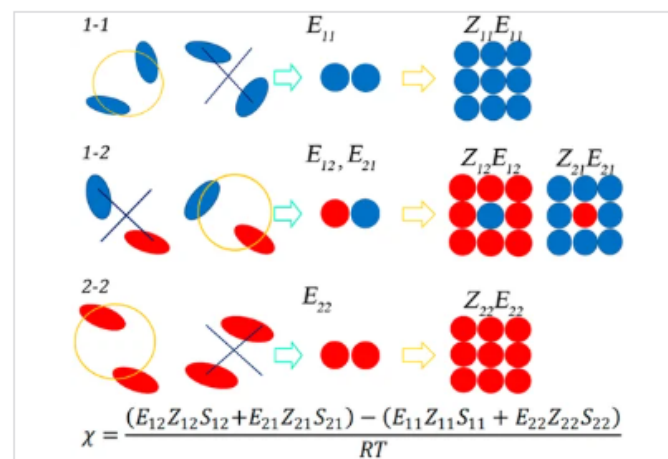 1-1 E₁₁ Z₁₁E₁₁
1-2 E₁₂, E₂₁ Z₁₂E₁₂ Z₂₁E₂₁
2-2 E₂₂ Z₂₂E₂₂
χ = (E₁₂Z₁₂S₁₂+E₂₁Z₂₁S₂₁) − (E₁₁Z₁₁S₁₁ + E₂₂Z₂₂S₂₂) / RT